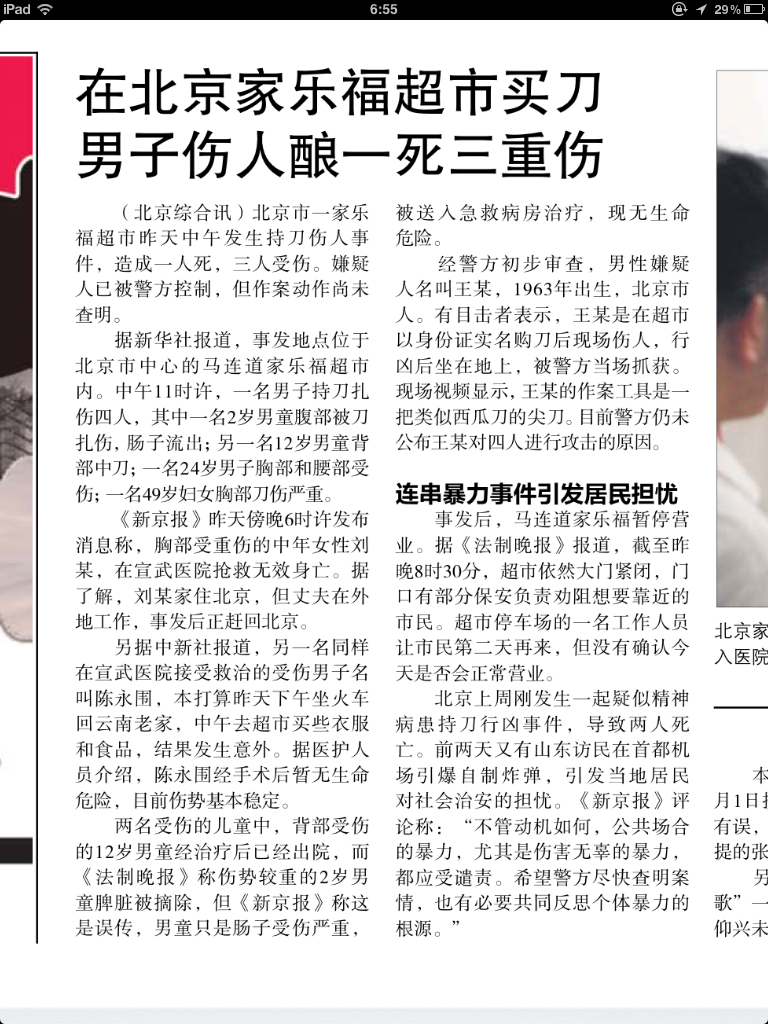 iPad
6:55
29%
在北京家乐福超市买刀
男子伤人酿一死三重伤
（北京综合讯）北京市一家乐
福超市昨天中午发生持刀伤人事
件，造成一人死，三人受伤。嫌疑
人已被警方控制，但作案动作尚未
查明。
据新华社报道，事发地点位于
北京市中心的马连道家乐福超市
内。中午11时许，一名男子持刀扎
伤四人，其中一名2岁男童腹部被刀
扎伤，肠子流出；另一名12岁男童背
部中刀；一名24岁男子胸部和腰部受
伤；一名49岁妇女胸部刀伤严重。
《新京报》昨天傍晚6时许发布
消息称，胸部受重伤的中年女性刘
某，在宣武医院抢救无效身亡。据
了解，刘某家住北京，但丈夫在外
地工作，事发后正赶回北京。
另据中新社报道，另一名同样
在宣武医院接受救治的受伤男子名
叫陈永围，本打算昨天下午坐火车
回云南老家，中午去超市买些衣服
和食品，结果发生意外。据医护人
员介绍，陈永围经手术后暂无生命
危险，目前伤势基本稳定。
两名受伤的儿童中，背部受伤
的12岁男童经治疗后已经出院，而
《法制晚报》称伤势较重的2岁男
童脾脏被摘除，但《新京报》称这
是误传，男童只是肠子受伤严重，
被送入急救病房治疗，现无生命
危险。
经警方初步审查，男性嫌疑
人名叫王某，1963年出生，北京市
人。有目击者表示，王某是在超市
以身份证实名购刀后现场伤人，行
凶后坐在地上，被警方当场抓获。
现场视频显示，王某的作案工具是一
把类似西瓜刀的尖刀。目前警方仍未
公布王某对四人进行攻击的原因。
连串暴力事件引发居民担忧
事发后，马连道家乐福暂停营
业。据《法制晚报》报道，截至昨
晚8时30分，超市依然大门紧闭，门
口有部分保安负责劝阻想要靠近的
市民。超市停车场的一名工作人员
让市民第二天再来，但没有确认今
天是否会正常营业。
北京上周刚发生一起疑似精神
病患持刀行凶事件，导致两人死
亡。前两天又有山东访民在首都机
场引爆自制炸弹，引发当地居民
对社会治安的担忧。《新京报》评
论称：“不管动机如何，公共场合
的暴力，尤其是伤害无辜的暴力，
都应受谴责。希望警方尽快查明案
情，也有必要共同反思个体暴力的
根源。”
北京家
入医院
本
月1日报
有误，
提的张
另
歌”一
仰兴未